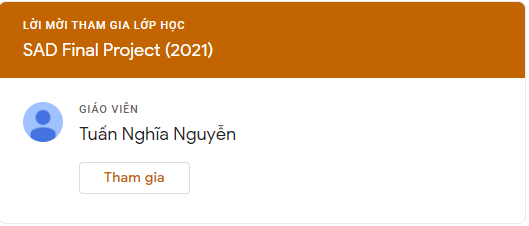 LỜI MỜI THAM GIA LỚP HỌC
SAD Final Project (2021)
GIÁO VIÊN
Tuấn Nghĩa Nguyễn
Tham gia